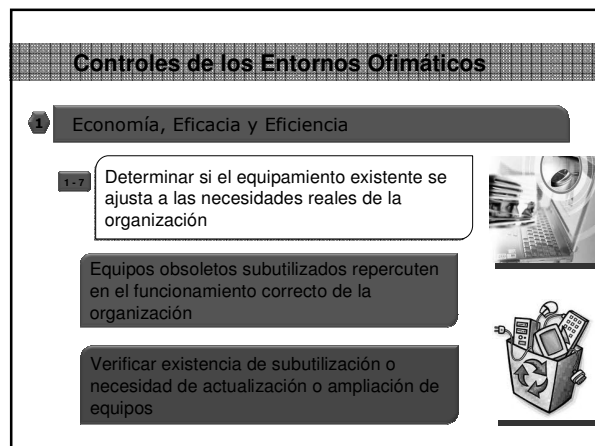 Controles de los Entornos Ofimáticos
1
Economía, Eficacia y Eficiencia
1 - 7
Determinar si el equipamiento existente se
ajusta a las necesidades reales de la
organización
Equipos obsoletos subutilizados repercuten
en el funcionamiento correcto de la
organización
Verificar existencia de subutilización o
necesidad de actualización o ampliación de
equipos